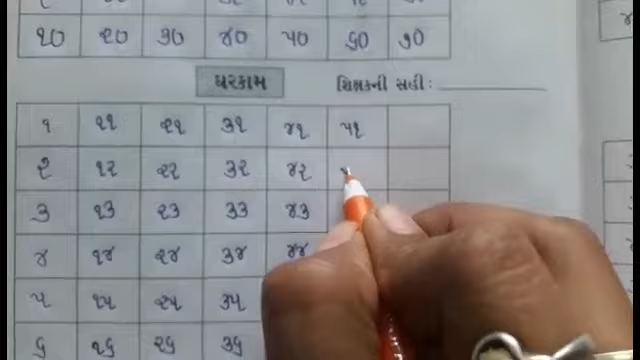 ૧૦ ૨૦ ૩૦ ૪૦ ૫૦ ૬૦ ૭૦
ઘરકામ શિક્ષકની સહી :
૧ ૧૧ ૨૧ ૩૧ ૪૧ ૫૧
૨ ૧૨ ૨૨ ૩૨ ૪૨
૩ ૧૩ ૨૩ ૩૩ ૪૩
૪ ૧૪ ૨૪ ૩૪ ૪૪
૫ ૧૫ ૨૫ ૩૫
૬ ૧૬ ૨૬ ૩૬